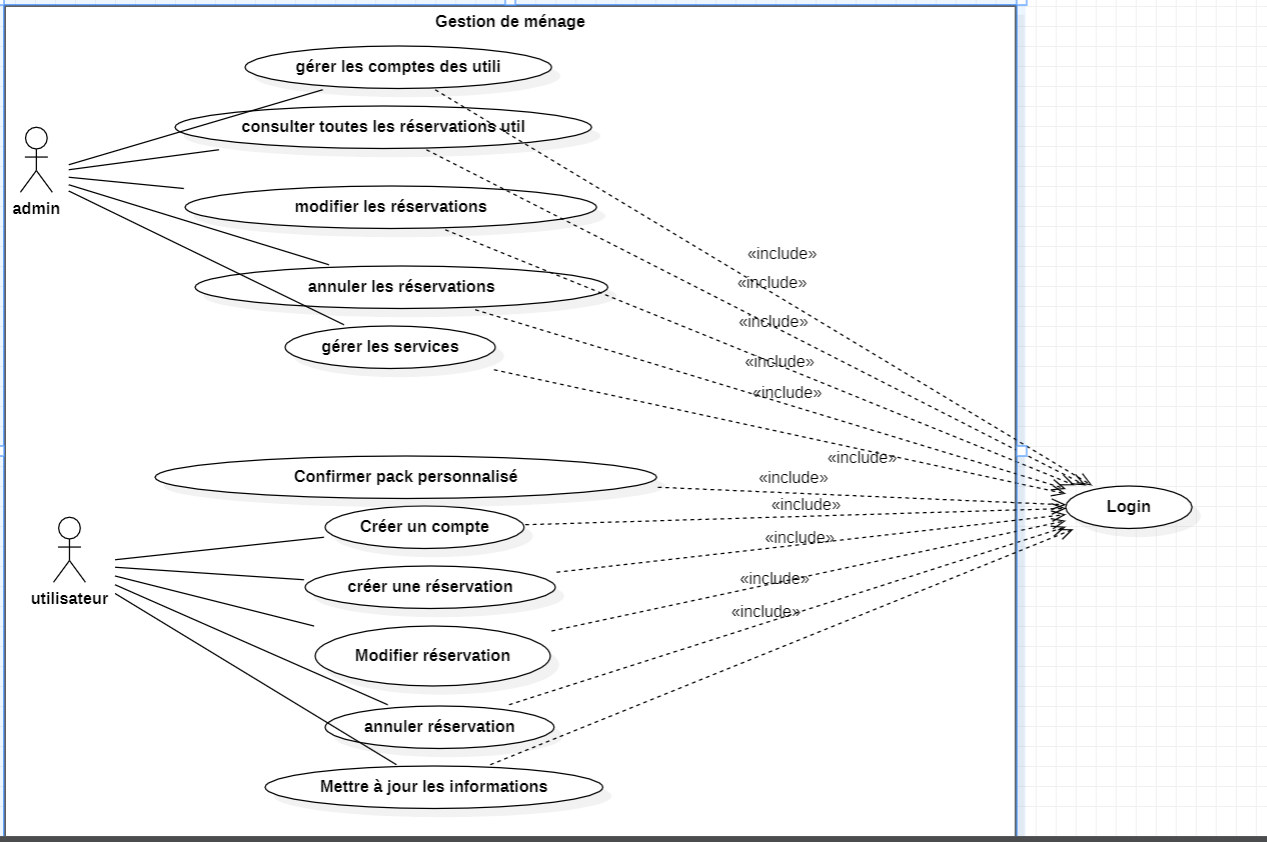 Gestion de ménage
gérer les comptes des utili
consulter toutes les réservations util
admin
modifier les réservations
«include»
annuler les réservations
«include»
«include»
gérer les services
«include»
«include»
«include»
Confirmer pack personnalisé
«include»
Créer un compte
«include»
Login
«include»
utilisateur
créer une réservation
«include»
«include»
Modifier réservation
annuler réservation
Mettre à jour les informations